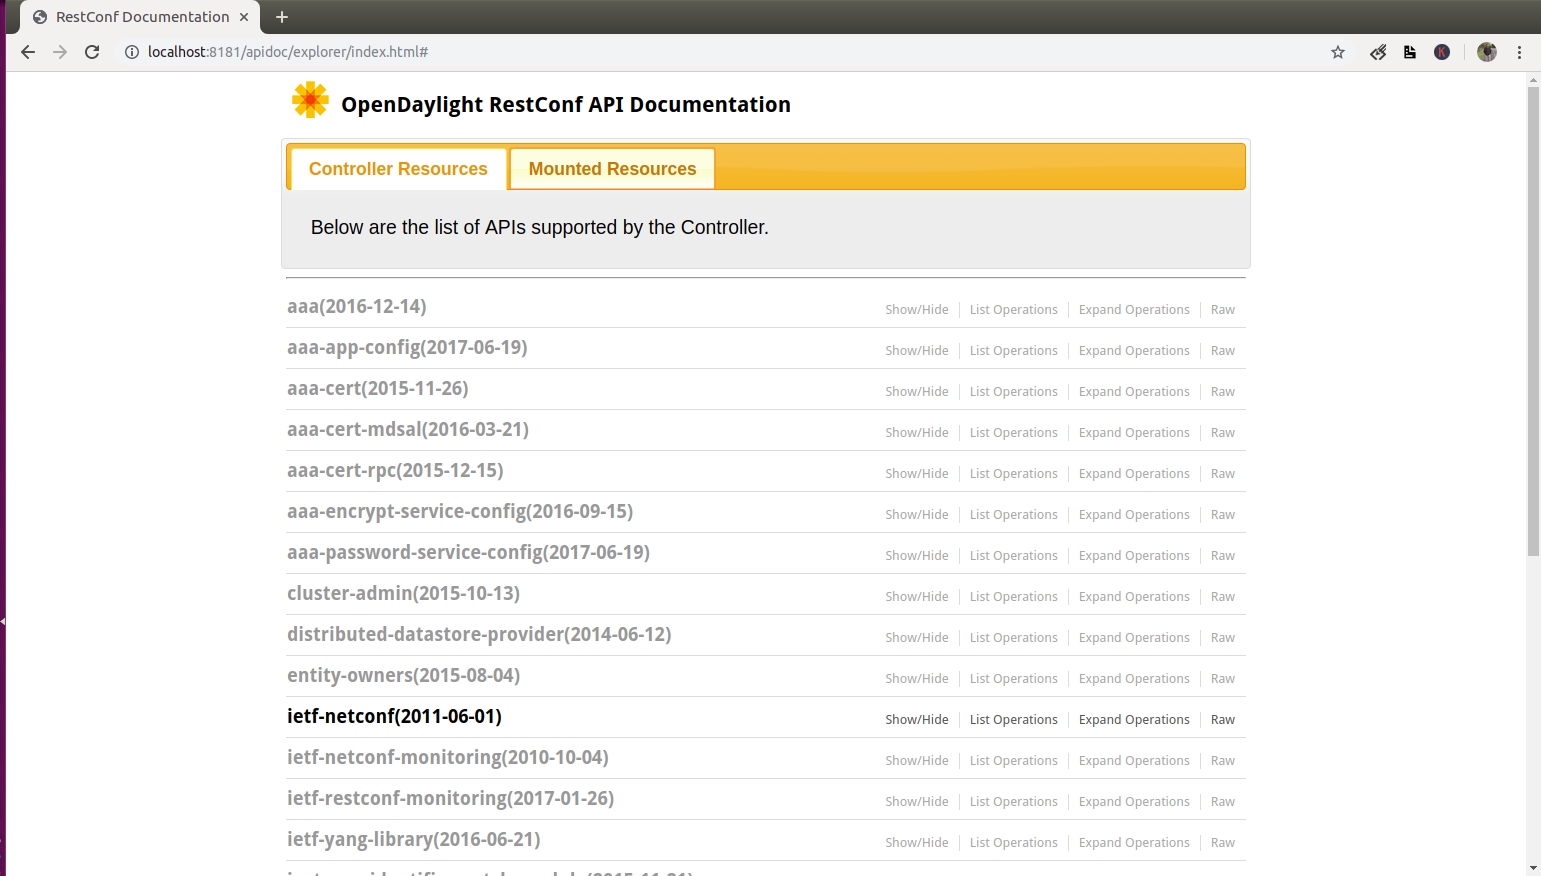 RestConf Documentation
localhost:8181/apidoc/explorer/index.html#
K
OpenDaylight RestConf API Documentation
Controller Resources Mounted Resources
Below are the list of APIs supported by the Controller.
aaa(2016-12-14) Show/Hide List Operations Expand Operations Raw
aaa-app-config(2017-06-19) Show/Hide List Operations Expand Operations Raw
aaa-cert(2015-11-26) Show/Hide List Operations Expand Operations Raw
aaa-cert-mdsal(2016-03-21) Show/Hide List Operations Expand Operations Raw
aaa-cert-rpc(2015-12-15) Show/Hide List Operations Expand Operations Raw
aaa-encrypt-service-config(2016-09-15) Show/Hide List Operations Expand Operations Raw
aaa-password-service-config(2017-06-19) Show/Hide List Operations Expand Operations Raw
cluster-admin(2015-10-13) Show/Hide List Operations Expand Operations Raw
distributed-datastore-provider(2014-06-12) Show/Hide List Operations Expand Operations Raw
entity-owners(2015-08-04) Show/Hide List Operations Expand Operations Raw
ietf-netconf(2011-06-01) Show/Hide List Operations Expand Operations Raw
ietf-netconf-monitoring(2010-10-04) Show/Hide List Operations Expand Operations Raw
ietf-restconf-monitoring(2017-01-26) Show/Hide List Operations Expand Operations Raw
ietf-yang-library(2016-06-21) Show/Hide List Operations Expand Operations Raw